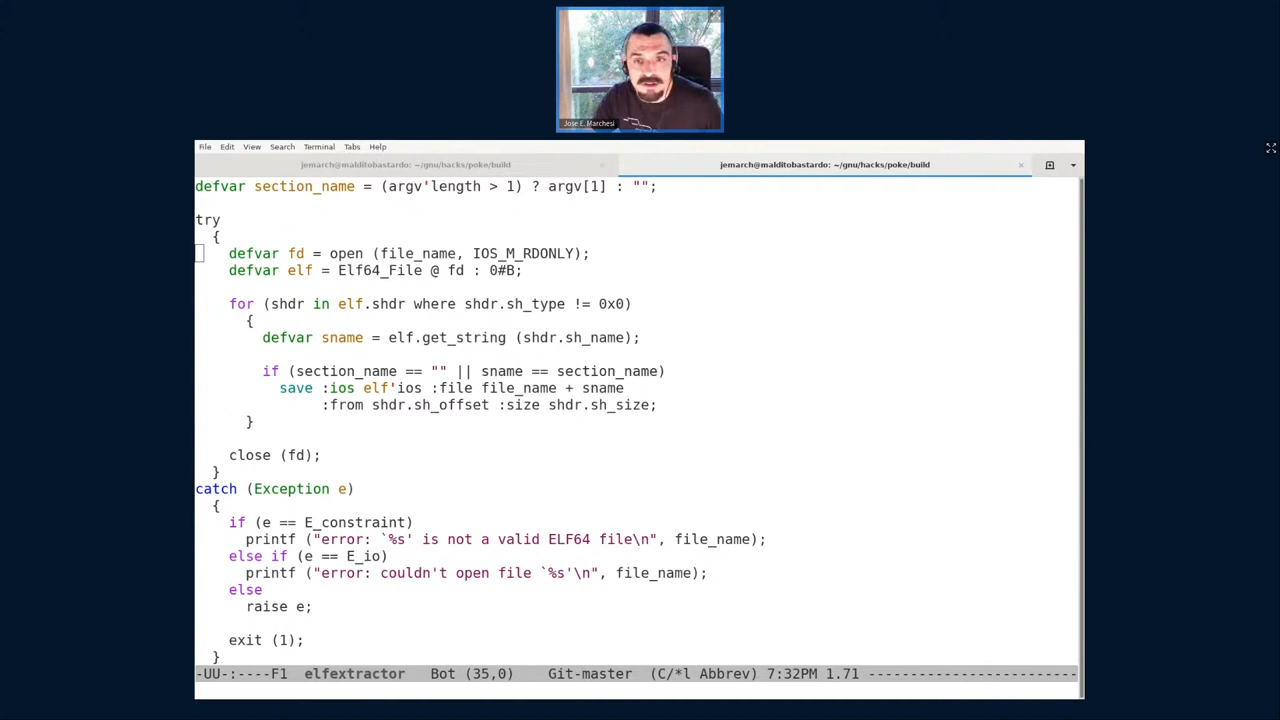 Jose E. Marchesi
File Edit View Search Terminal Tabs Help
jemarch@malditobastardo: ~/gnu/hacks/poke/build × jemarch@malditobastardo: ~/gnu/hacks/poke/build ×
defvar section_name = (argv'length > 1) ? argv[1] : "";
try
{
defvar fd = open (file_name, IOS_M_RDONLY);
defvar elf = Elf64_File @ fd : 0#B;
for (shdr in elf.shdr where shdr.sh_type != 0x0)
{
defvar sname = elf.get_string (shdr.sh_name);
if (section_name == "" || sname == section_name)
save :ios elf'ios :file file_name + sname
:from shdr.sh_offset :size shdr.sh_size;
}
close (fd);
}
catch (Exception e)
{
if (e == E_constraint)
printf ("error: `%s' is not a valid ELF64 file\n", file_name);
else if (e == E_io)
printf ("error: couldn't open file `%s'\n", file_name);
else
raise e;
exit (1);
}
-UU-:----F1 elfextractor Bot (35,0) Git-master (C/*l Abbrev) 7:32PM 1.71 -------------------------